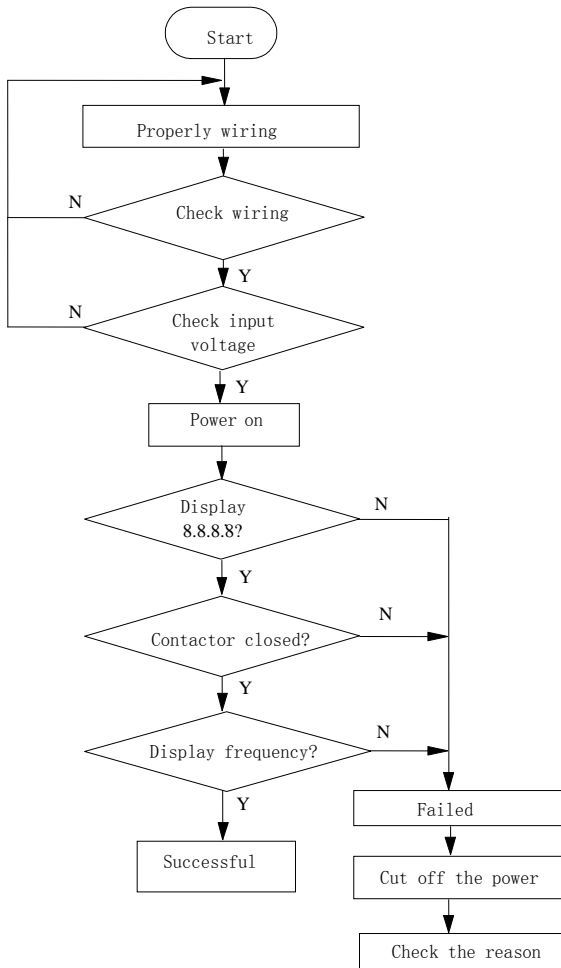 Start
Properly wiring
N
Check wiring
Y
N
Check input
voltage
Y
Power on
Display
8.8.8.8?
N
Y
Contactor closed?
N
Y
Display frequency?
N
Y
Successful
Failed
Cut off the power
Check the reason